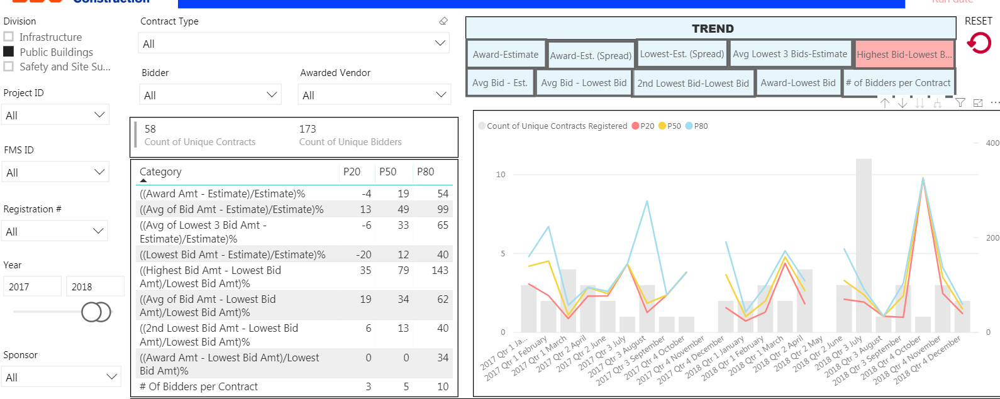 Construction
Run date
Division
Infrastructure
Public Buildings
Safety and Site Su...
Project ID
All
FMS ID
All
Registration #
All
Year
2017 2018
Sponsor
All
Contract Type
All
Bidder
All
Awarded Vendor
All
58
Count of Unique Contracts
173
Count of Unique Bidders
Category P20 P50 P80
((Award Amt - Estimate)/Estimate)% -4 19 54
((Avg of Bid Amt - Estimate)/Estimate)% 13 49 99
((Avg of Lowest 3 Bid Amt - -6 33 65
Estimate)/Estimate)%
((Lowest Bid Amt - Estimate)/Estimate)% -20 12 40
((Highest Bid Amt - Lowest Bid 35 79 143
Amt)/Lowest Bid Amt)%
((Avg of Bid Amt - Lowest Bid 19 34 62
Amt)/Lowest Bid Amt)%
((2nd Lowest Bid Amt - Lowest Bid 6 13 40
Amt)/Lowest Bid Amt)%
((Award Amt - Lowest Bid Amt)/Lowest 0 0 34
Bid Amt)%
# Of Bidders per Contract 3 5 10
TREND
Award-Estimate Award-Est. (Spread) Lowest-Est. (Spread) Avg Lowest 3 Bids-Estimate Highest Bid-Lowest B...
Avg Bid - Est. Avg Bid - Lowest Bid 2nd Lowest Bid-Lowest Bid Award-Lowest Bid # of Bidders per Contract
RESET
Count of Unique Contracts Registered P20 P50 P80
400
10
5
200
0
0
2017 Qtr 1 Ja...
2017 Qtr 1 February
2017 Qtr 1 March
2017 Qtr 2 April
2017 Qtr 2 June
2017 Qtr 3 July
2017 Qtr 3 August
2017 Qtr 3 September
2017 Qtr 4 October
2017 Qtr 4 November
2017 Qtr 4 December
2018 Qtr 1 January
2018 Qtr 1 February
2018 Qtr 1 March
2018 Qtr 2 April
2018 Qtr 2 May
2018 Qtr 2 June
2018 Qtr 3 July
2018 Qtr 3 August
2018 Qtr 3 September
2018 Qtr 4 October
2018 Qtr 4 November
2018 Qtr 4 December